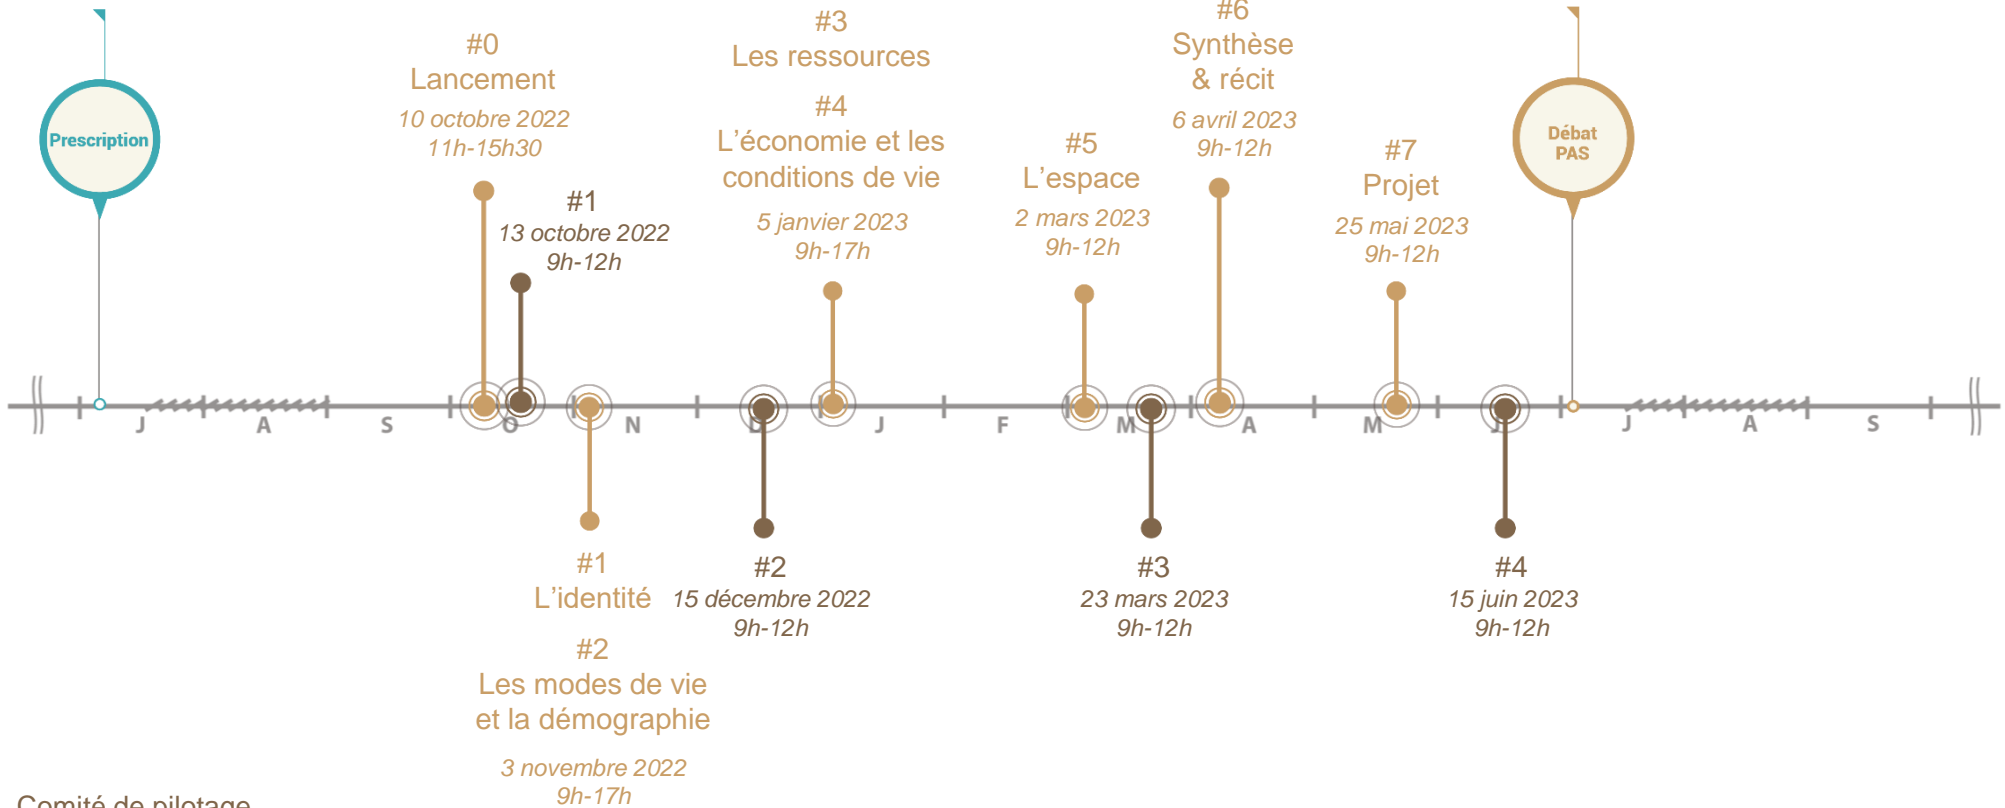 Prescription
#0
Lancement
10 octobre 2022
11h-15h30
#1
13 octobre 2022
9h-12h
#3
Les ressources
#4
L'économie et les
conditions de vie
5 janvier 2023
9h-17h
#5
L'espace
2 mars 2023
9h-12h
#6
Synthèse
& récit
6 avril 2023
9h-12h
#7
Projet
25 mai 2023
9h-12h
Débat
PAS
J A S O N D J F M A M J J A S
#1
L'identité
#2
Les modes de vie
et la démographie
3 novembre 2022
9h-17h
#2
15 décembre 2022
9h-12h
#3
23 mars 2023
9h-12h
#4
15 juin 2023
9h-12h
Comité de pilotage